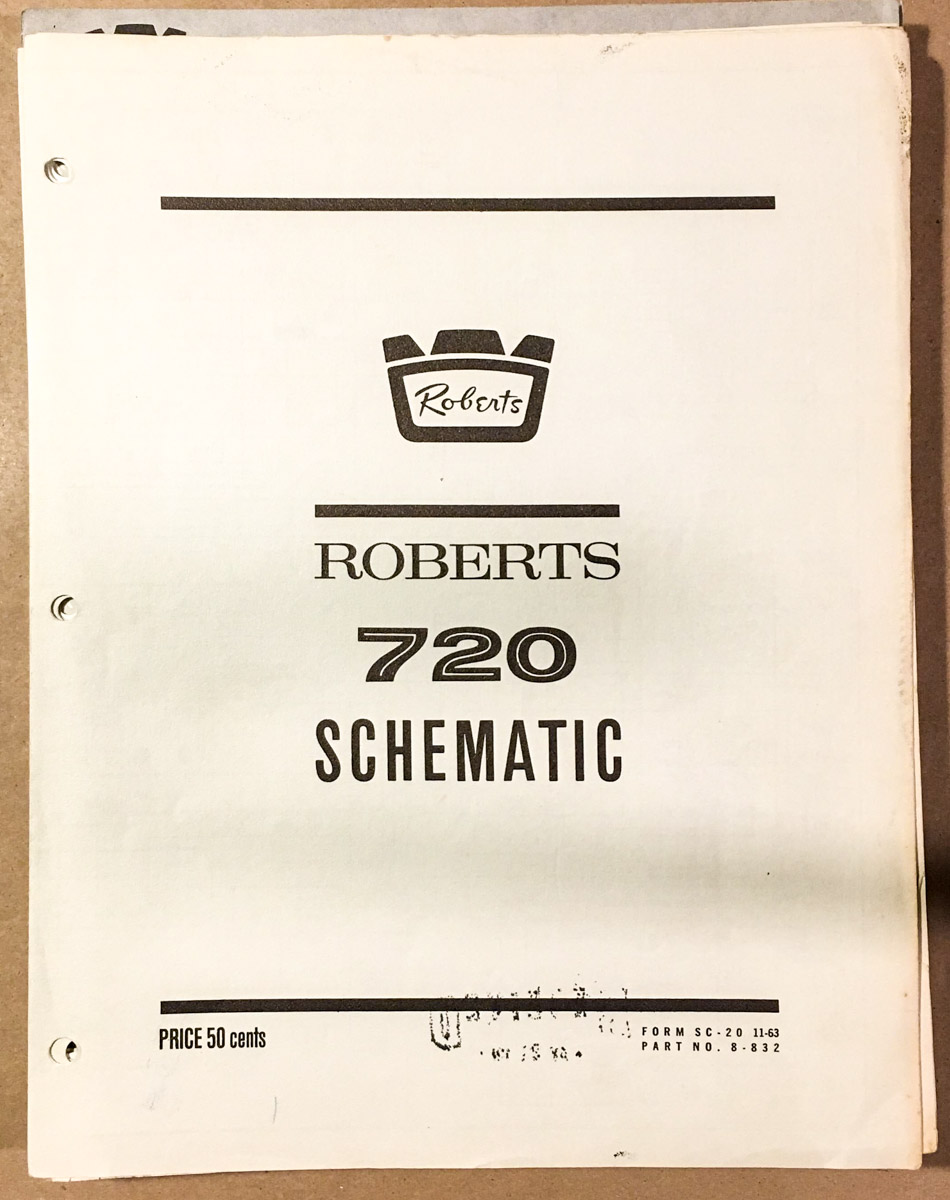 Roberts
ROBERTS
720
SCHEMATIC
PRICE 50 cents
FORM SC-20 11-63
PART NO. 8-832